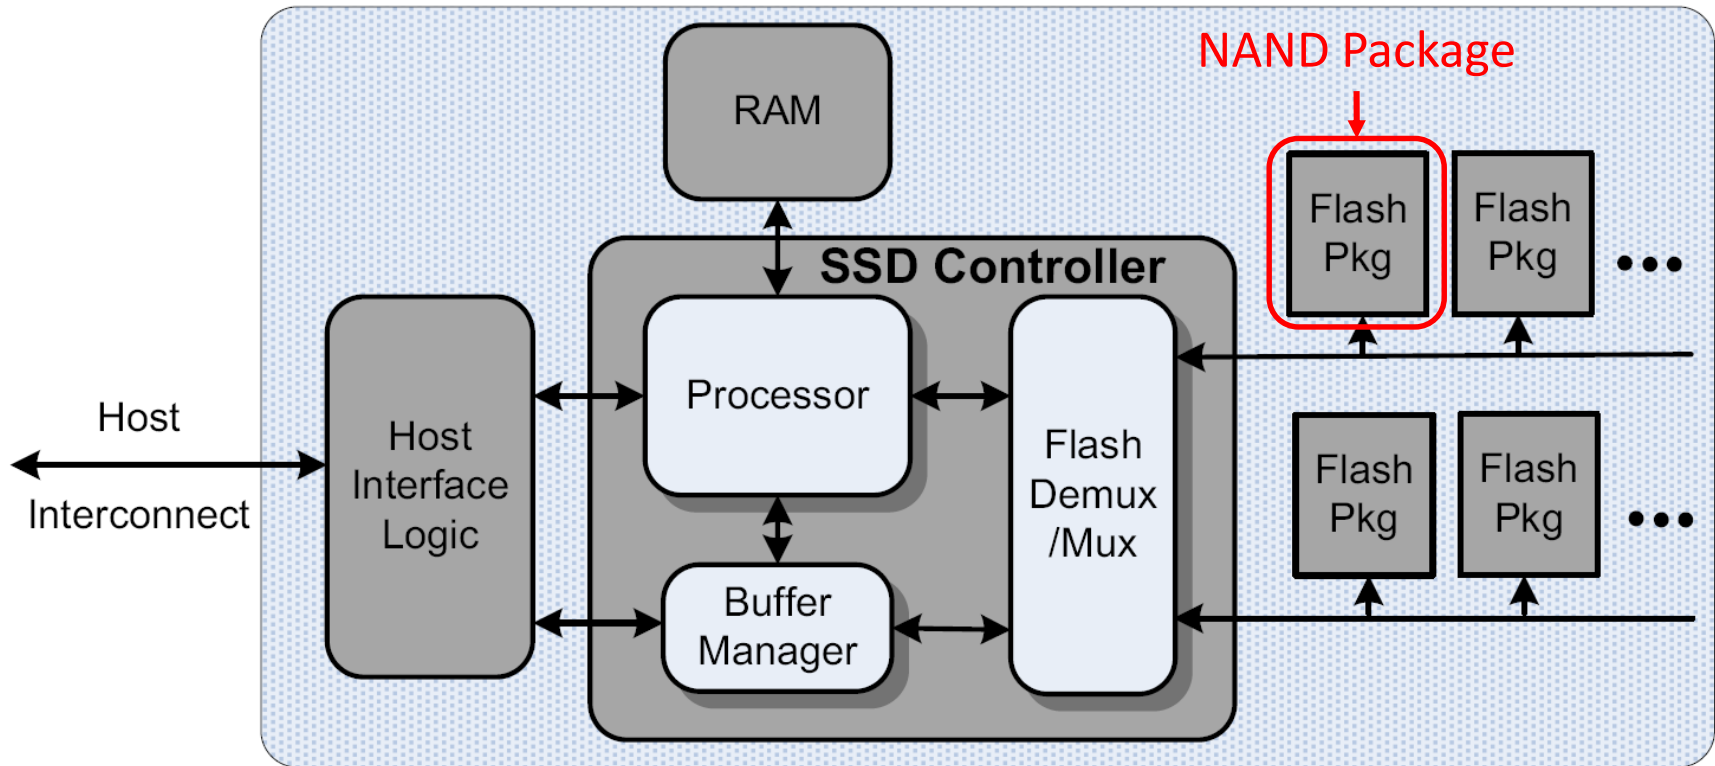 NAND Package
RAM
Flash
Pkg
Flash
Pkg
SSD Controller
Processor
Host
Interconnect
Host
Interface
Logic
Flash
Demux
/Mux
Flash
Pkg
Flash
Pkg
Buffer
Manager